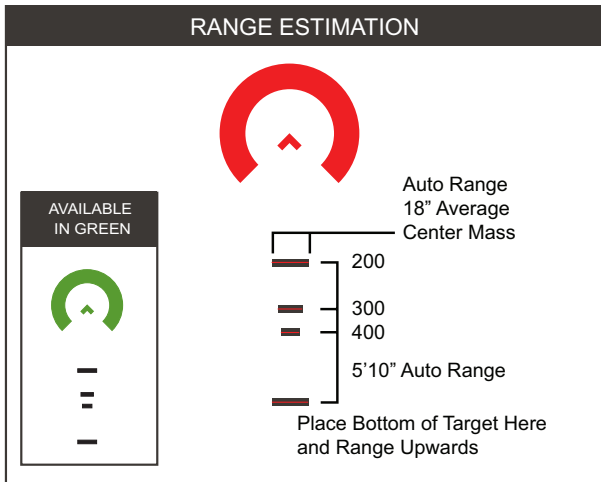 RANGE ESTIMATION
AVAILABLE
IN GREEN
Auto Range
18” Average
Center Mass
200
300
400
5’10” Auto Range
Place Bottom of Target Here
and Range Upwards